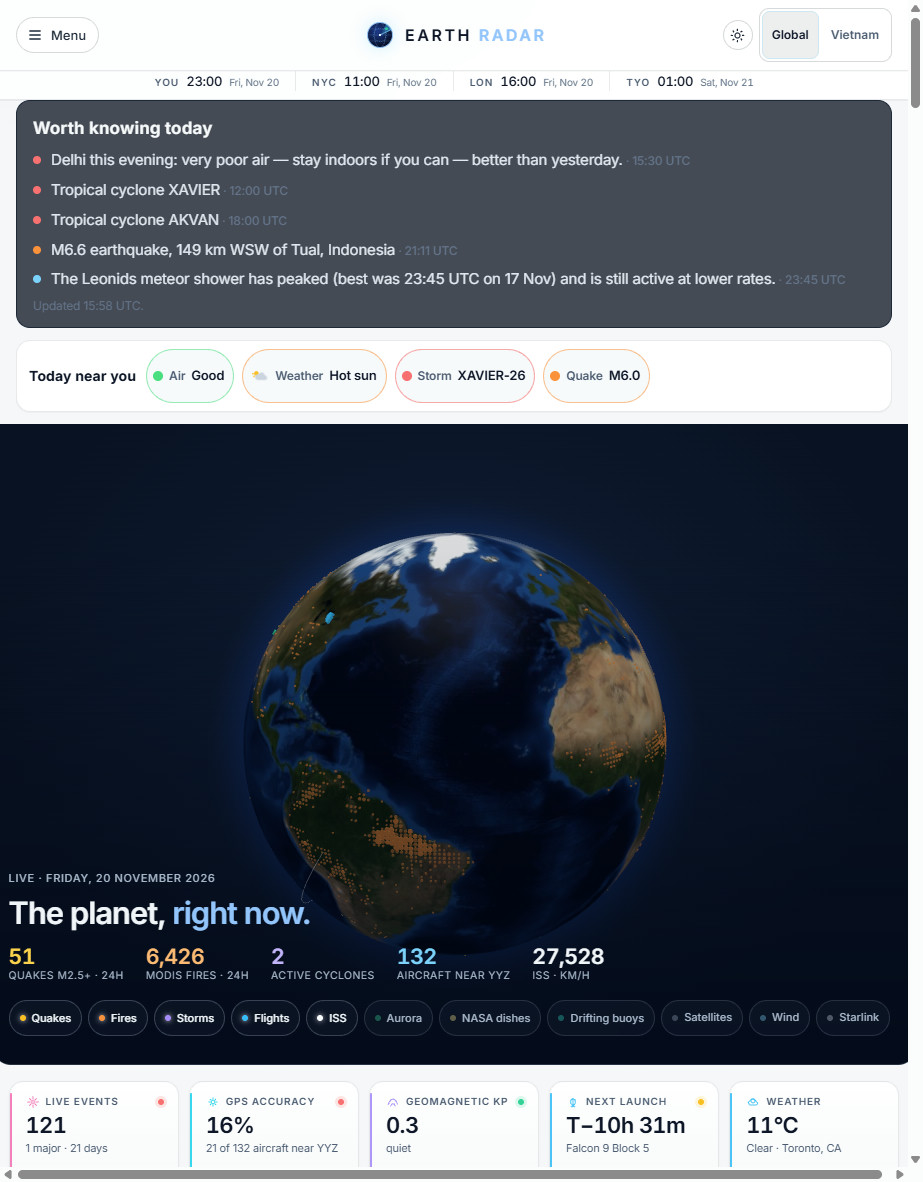 Menu
EARTH RADAR
Global Vietnam
YOU 23:00 Fri, Nov 20 NYC 11:00 Fri, Nov 20 LON 16:00 Fri, Nov 20 TYO 01:00 Sat, Nov 21
Worth knowing today
Delhi this evening: very poor air — stay indoors if you can — better than yesterday. · 15:30 UTC
Tropical cyclone XAVIER · 12:00 UTC
Tropical cyclone AKVAN · 18:00 UTC
M6.6 earthquake, 149 km WSW of Tual, Indonesia · 21:11 UTC
The Leonids meteor shower has peaked (best was 23:45 UTC on 17 Nov) and is still active at lower rates. · 23:45 UTC
Updated 15:58 UTC.
Today near you Air Good Weather Hot sun Storm XAVIER-26 Quake M6.0
LIVE · FRIDAY, 20 NOVEMBER 2026
The planet, right now.
51 6,426 2 132 27,528
QUAKES M2.5+ · 24H MODIS FIRES · 24H ACTIVE CYCLONES AIRCRAFT NEAR YYZ ISS · KM/H
Quakes Fires Storms Flights ISS Aurora NASA dishes Drifting buoys Satellites Wind Starlink
LIVE EVENTS GPS ACCURACY GEOMAGNETIC KP NEXT LAUNCH WEATHER
121 16% 0.3 T−10h 31m 11°C
1 major · 21 days 21 of 132 aircraft near YYZ quiet Falcon 9 Block 5 Clear · Toronto, CA